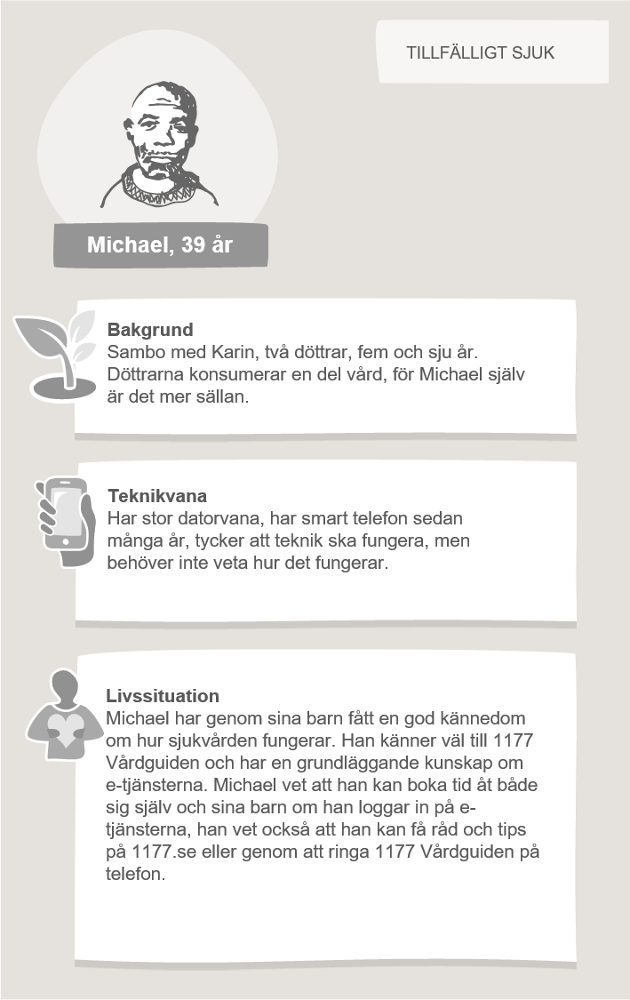 TILLFÄLLIGT SJUK
Michael, 39 år
Bakgrund
Sambo med Karin, två döttrar, fem och sju år.
Döttrarna konsumerar en del vård, för Michael själv
är det mer sällan.
Teknikvana
Har stor datorvana, har smart telefon sedan
många år, tycker att teknik ska fungera, men
behöver inte veta hur det fungerar.
Livssituation
Michael har genom sina barn fått en god kännedom
om hur sjukvården fungerar. Han känner väl till 1177
Vårdguiden och har en grundläggande kunskap om
e-tjänsterna. Michael vet att han kan boka tid åt både
sig själv och sina barn om han loggar in på e-
tjänsterna, han vet också att han kan få råd och tips
på 1177.se eller genom att ringa 1177 Vårdguiden på
telefon.